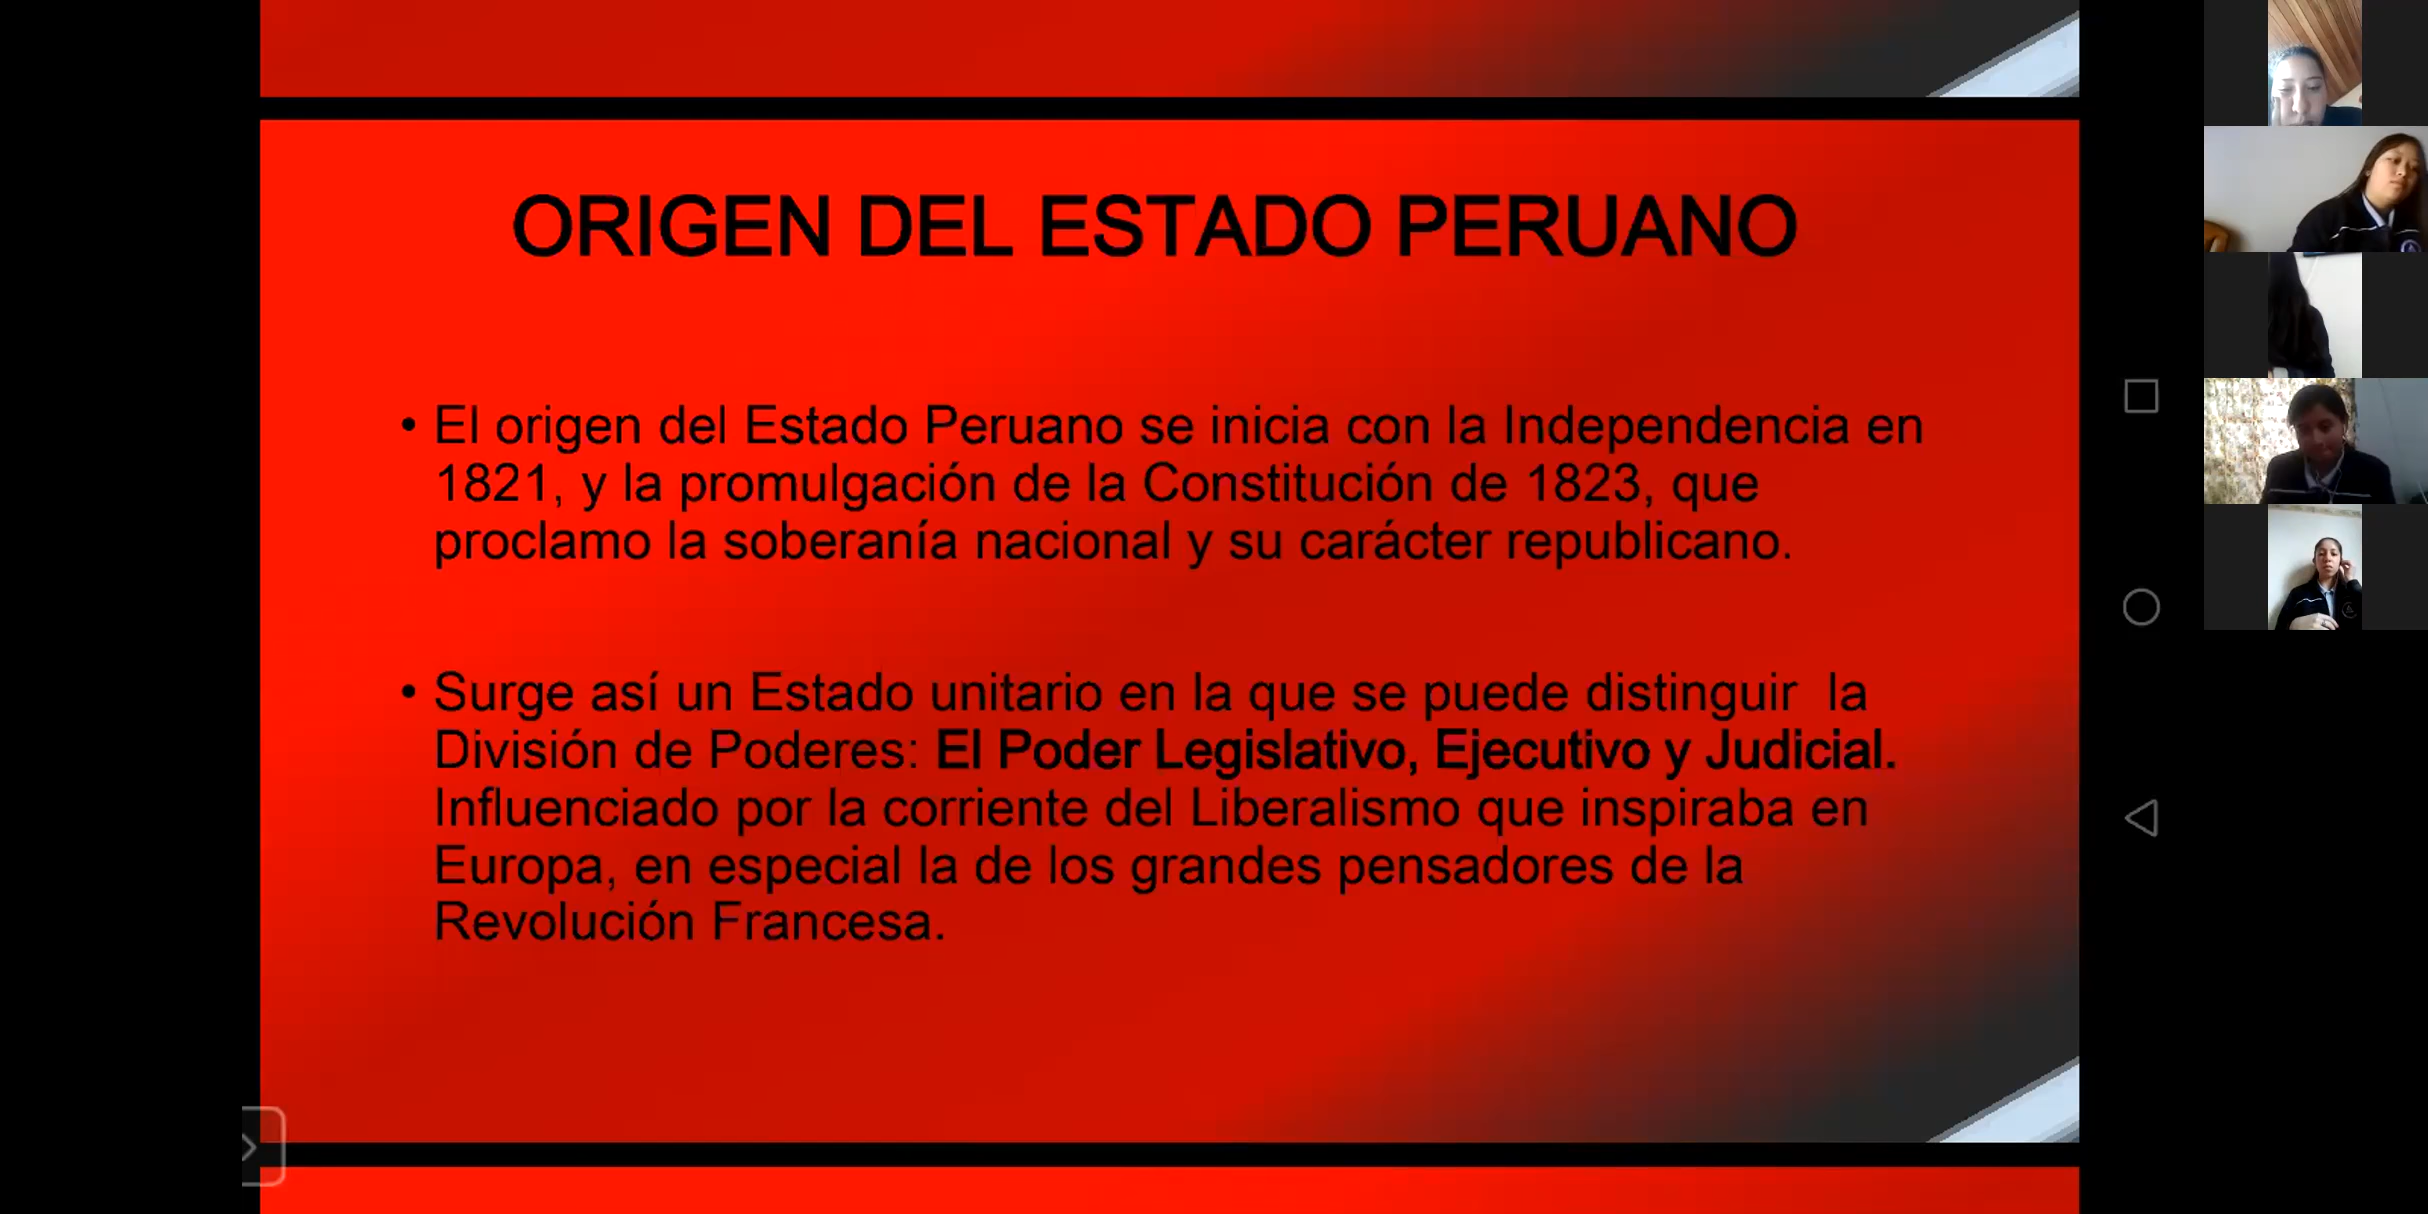 ORIGEN DEL ESTADO PERUANO
• El origen del Estado Peruano se inicia con la Independencia en
1821, y la promulgación de la Constitución de 1823, que
proclamo la soberanía nacional y su carácter republicano.
• Surge así un Estado unitario en la que se puede distinguir  la
División de Poderes: El Poder Legislativo, Ejecutivo y Judicial.
Influenciado por la corriente del Liberalismo que inspiraba en
Europa, en especial la de los grandes pensadores de la
Revolución Francesa.